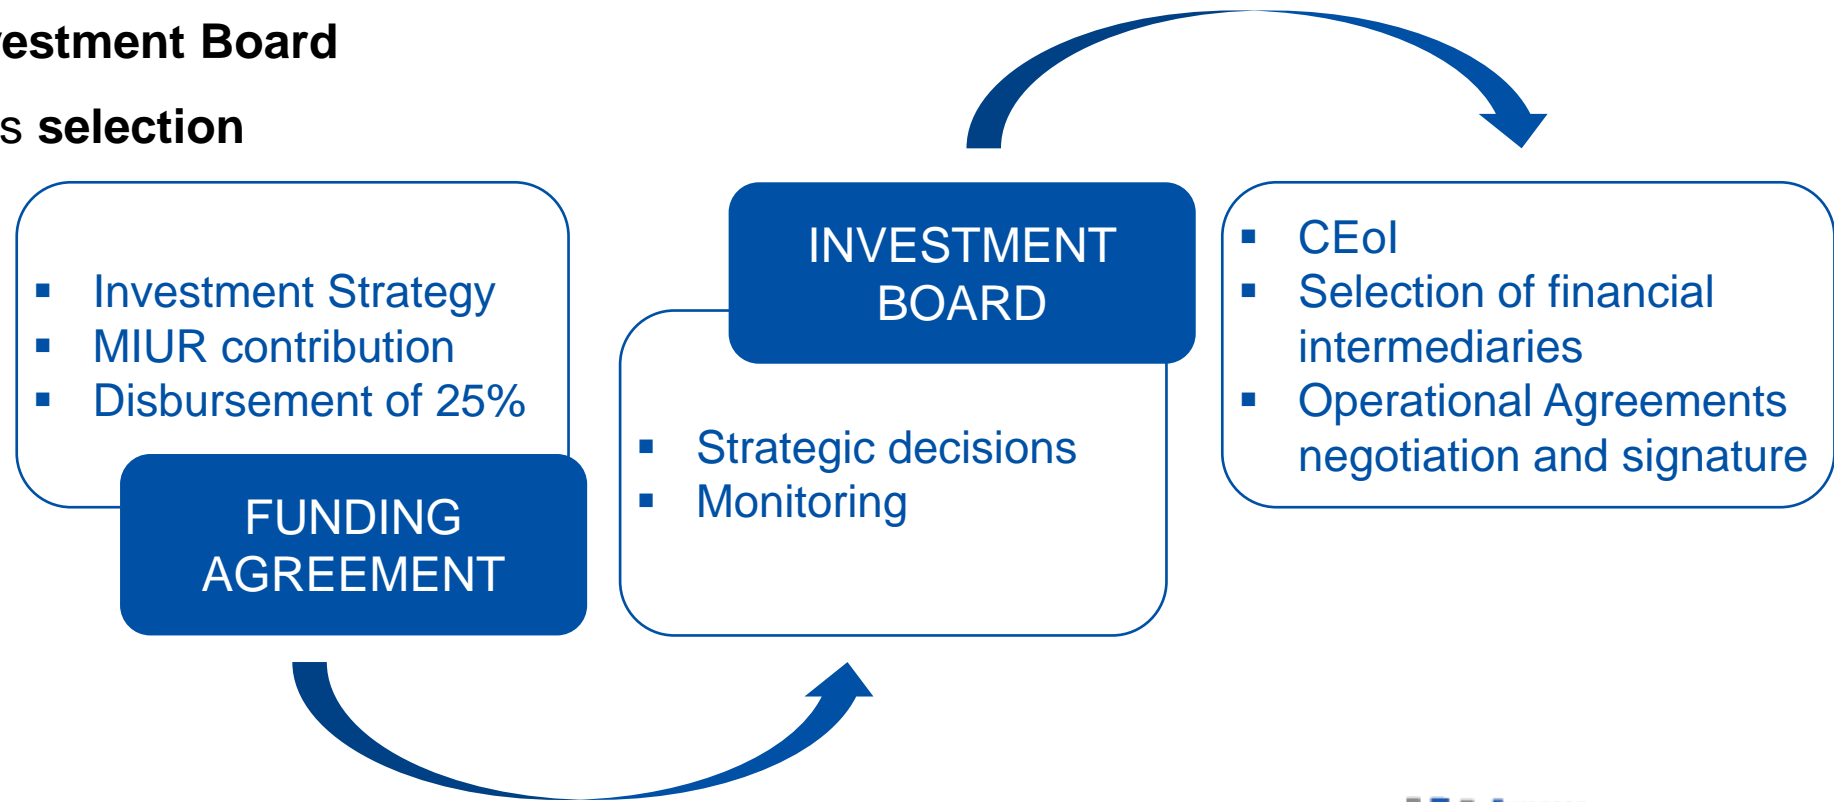 vestment Board
s selection
▪ Investment Strategy
▪ MIUR contribution
▪ Disbursement of 25%
FUNDING
AGREEMENT
INVESTMENT
BOARD
▪ Strategic decisions
▪ Monitoring
▪ CEoI
▪ Selection of financial
intermediaries
▪ Operational Agreements
negotiation and signature